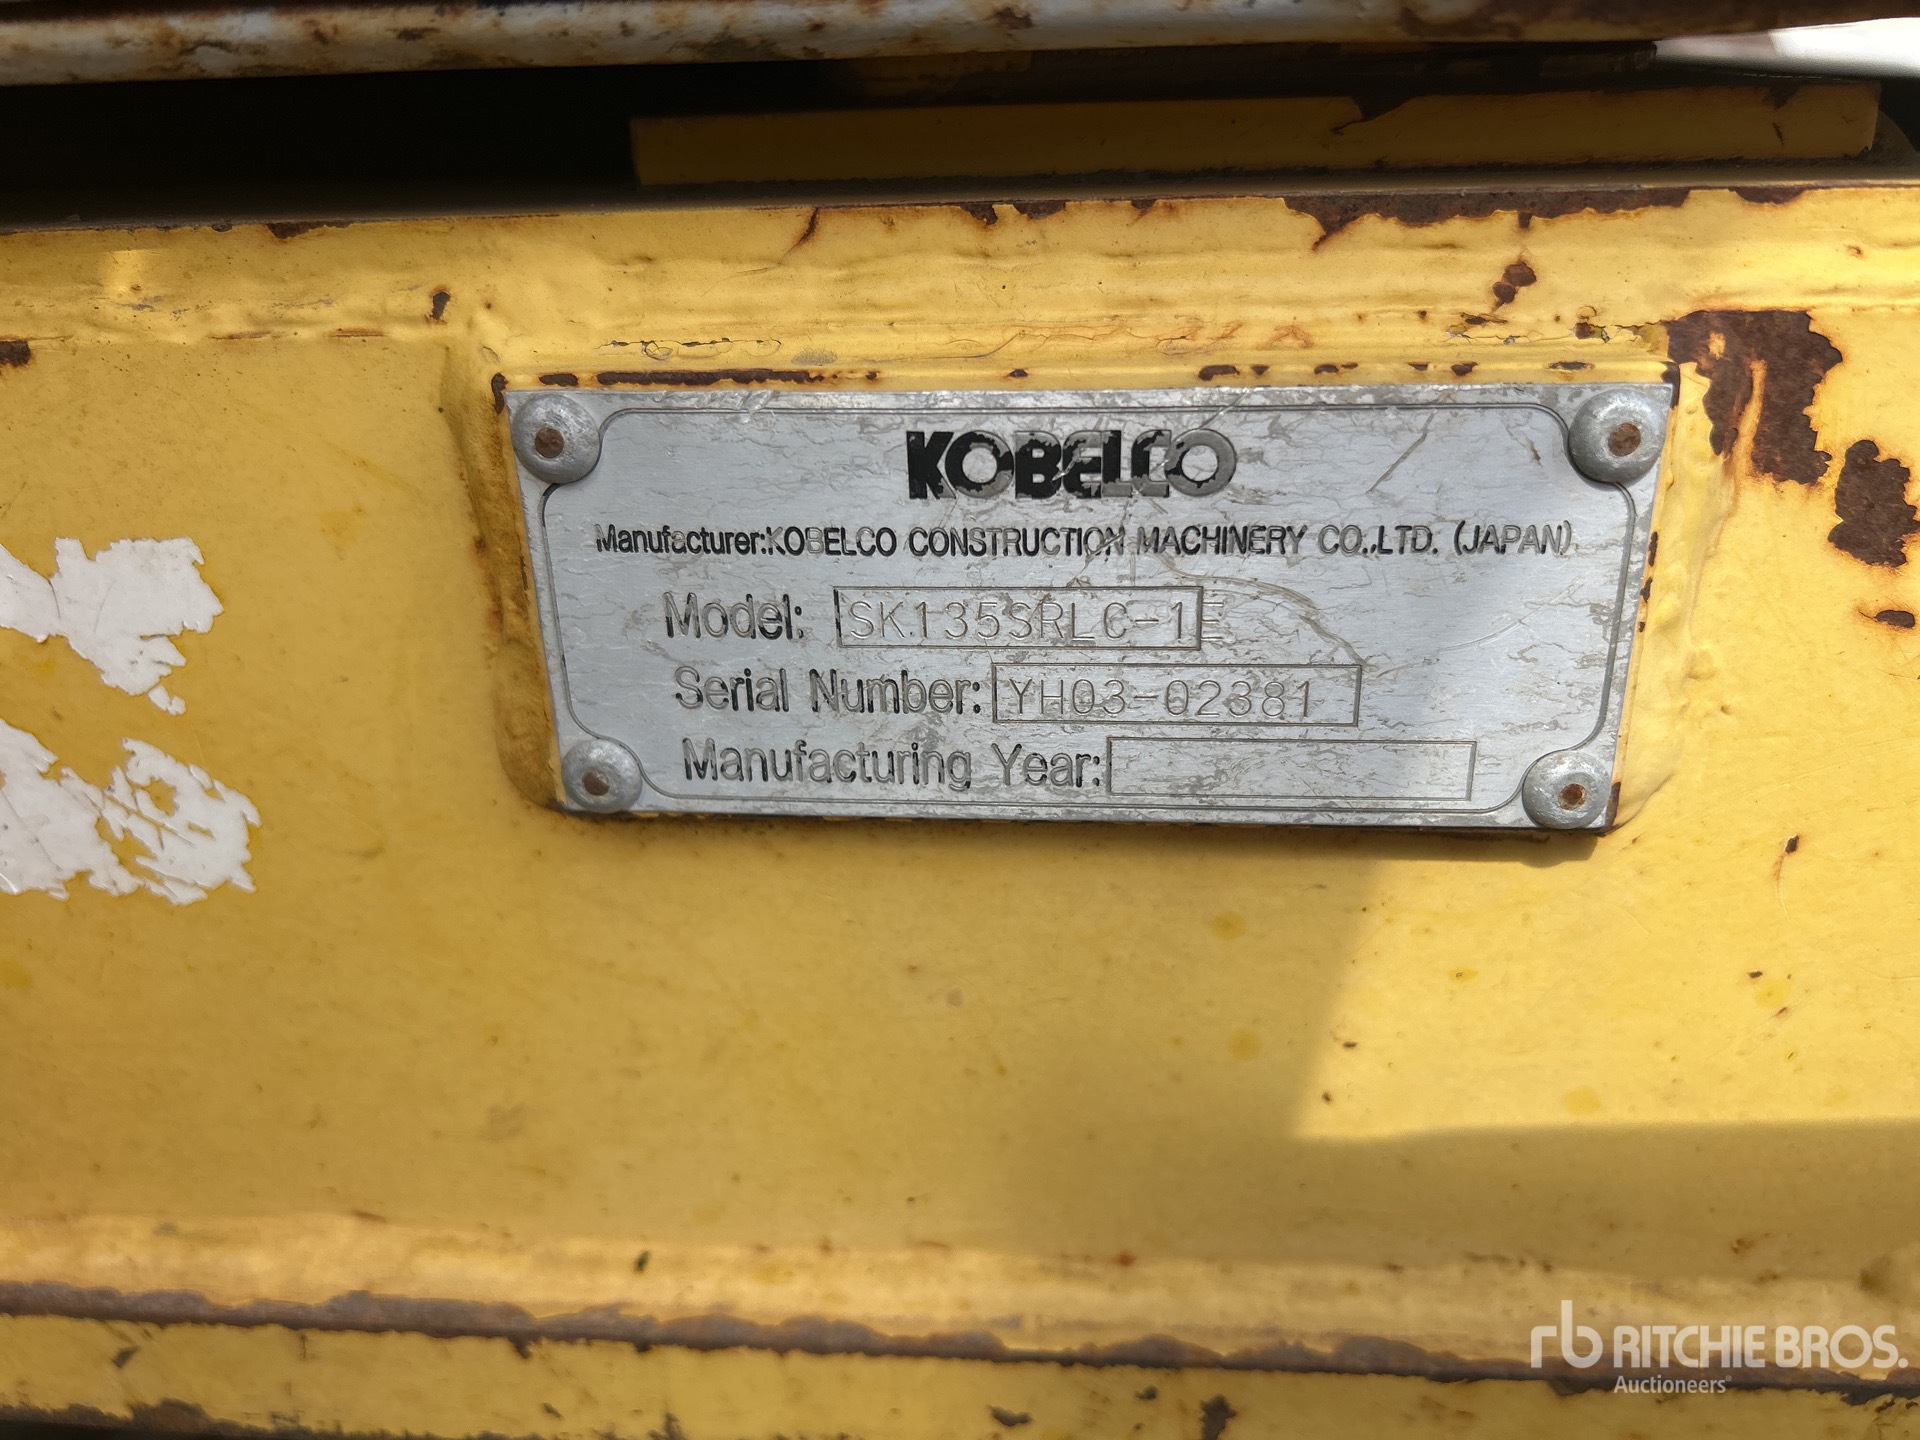 KOBELCO
Manufacturer:KOBELCO CONSTRUCTION MACHINERY CO.,LTD. (JAPAN)
Model: SK135SRLC-1E
Serial Number: YH03-02381
Manufacturing Year:
rb RITCHIE BROS.
Auctioneers